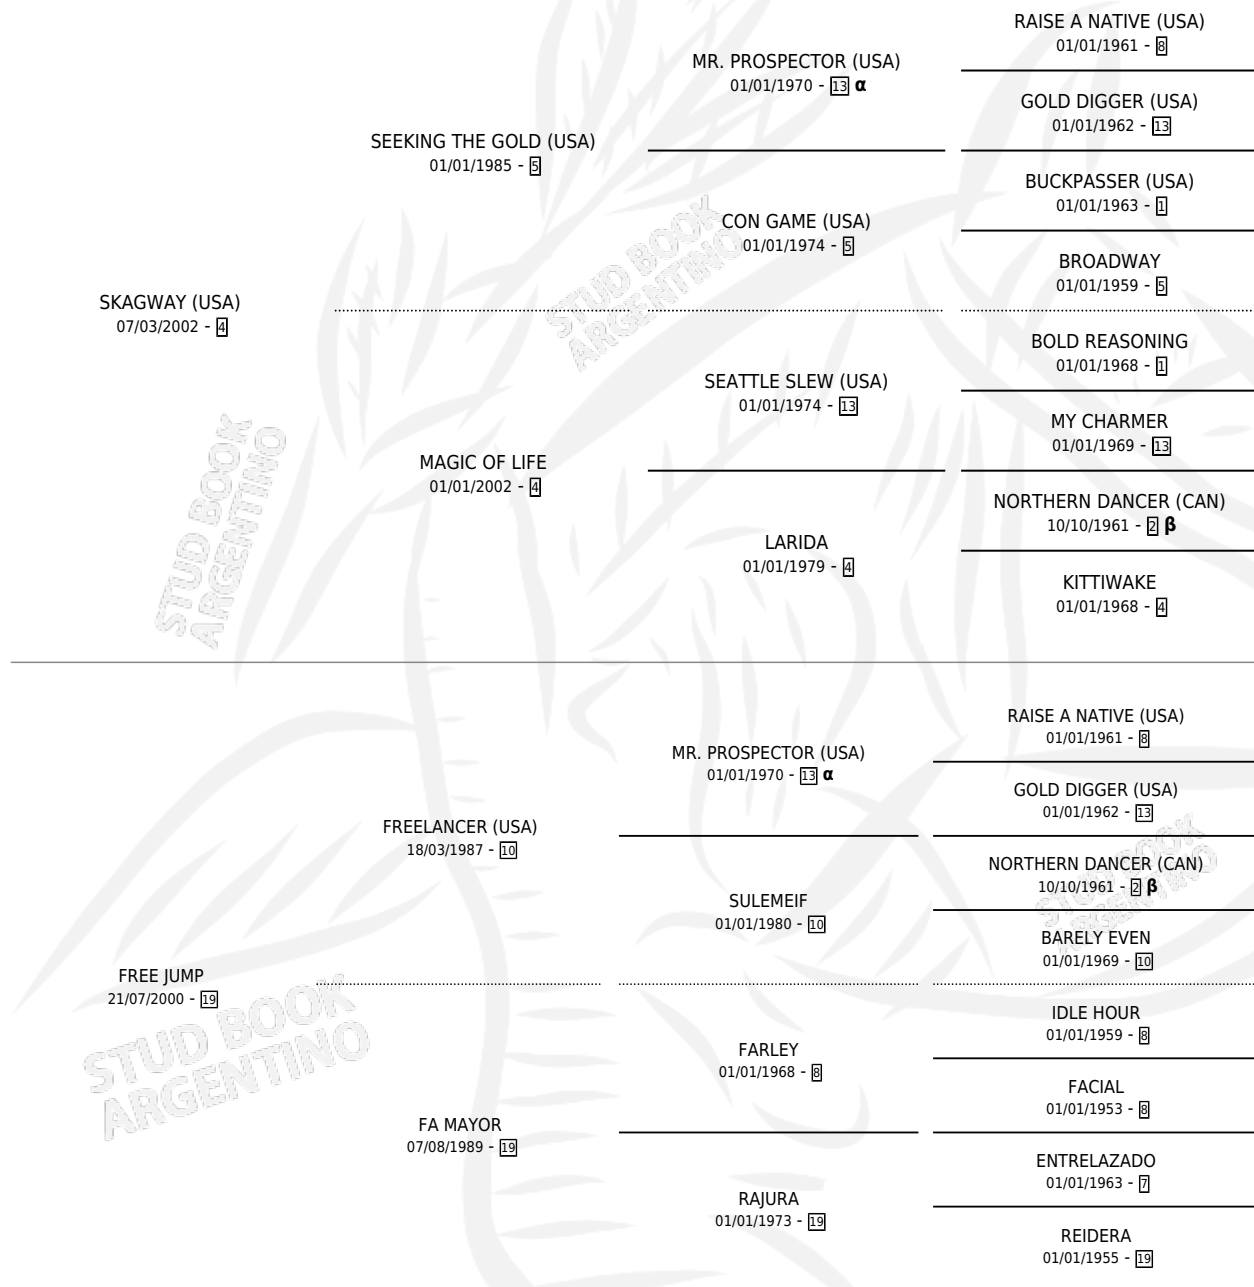 RAISE A NATIVE (USA)
01/01/1961 - 8
MR. PROSPECTOR (USA)
01/01/1970 - 13 α
GOLD DIGGER (USA)
01/01/1962 - 13
SEEKING THE GOLD (USA)
01/01/1985 - 5
BUCKPASSER (USA)
01/01/1963 - 1
CON GAME (USA)
01/01/1974 - 5
BROADWAY
01/01/1959 - 5
SKAGWAY (USA)
07/03/2002 - 4
BOLD REASONING
01/01/1968 - 1
SEATTLE SLEW (USA)
01/01/1974 - 13
MY CHARMER
01/01/1969 - 13
MAGIC OF LIFE
01/01/2002 - 4
NORTHERN DANCER (CAN)
10/10/1961 - 2 β
LARIDA
01/01/1979 - 4
KITTIWAKE
01/01/1968 - 4
RAISE A NATIVE (USA)
01/01/1961 - 8
MR. PROSPECTOR (USA)
01/01/1970 - 13 α
GOLD DIGGER (USA)
01/01/1962 - 13
FREELANCER (USA)
18/03/1987 - 10
NORTHERN DANCER (CAN)
10/10/1961 - 2 β
SULEMEIF
01/01/1980 - 10
BARELY EVEN
01/01/1969 - 10
FREE JUMP
21/07/2000 - 19
IDLE HOUR
01/01/1959 - 8
FARLEY
01/01/1968 - 8
FACIAL
01/01/1953 - 8
FA MAYOR
07/08/1989 - 19
ENTRELAZADO
01/01/1963 - 7
RAJURA
01/01/1973 - 19
REIDERA
01/01/1955 - 19
STUD BOOK
ARGENTINO
STUD BOOK
ARGENTINO
STUD BOOK
ARGENTINO
STUD BOOK
ARGENTINO